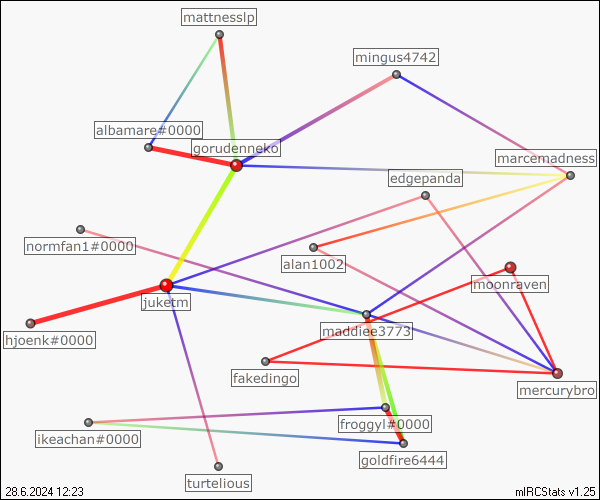 mattnesslp
mingus4742
albamare#0000
gorudenneko
marcemadness
edgepanda
normfan1#0000
alan1002
moonraven
juketm
maddiee3773
hjoenk#0000
fakedingo
mercurybro
froggyl#0000
ikeachan#0000
goldfire6444
turtelious
28.6.2024 12:23
mIRCStats v1.25